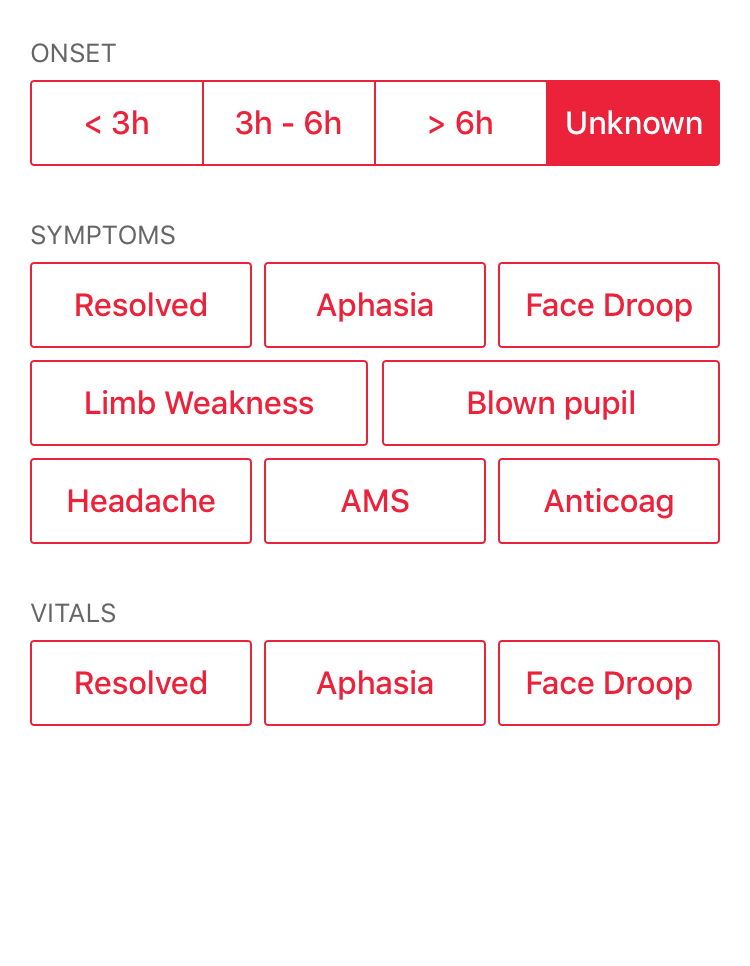 ONSET
< 3h 3h - 6h > 6h Unknown
SYMPTOMS
Resolved Aphasia Face Droop
Limb Weakness Blown pupil
Headache AMS Anticoag
VITALS
Resolved Aphasia Face Droop